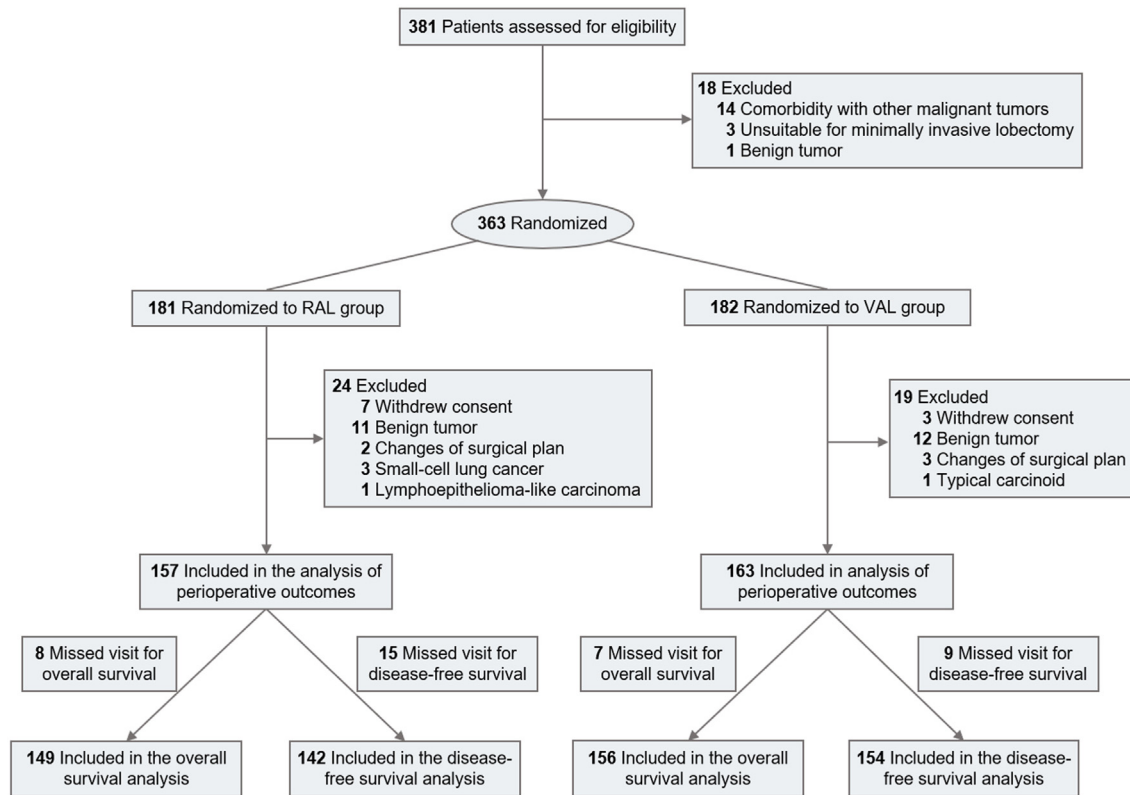 381 Patients assessed for eligibility
18 Excluded
14 Comorbidity with other malignant tumors
3 Unsuitable for minimally invasive lobectomy
1 Benign tumor
363 Randomized
181 Randomized to RAL group
182 Randomized to VAL group
24 Excluded
7 Withdrew consent
11 Benign tumor
2 Changes of surgical plan
3 Small-cell lung cancer
1 Lymphoepithelioma-like carcinoma
19 Excluded
3 Withdrew consent
12 Benign tumor
3 Changes of surgical plan
1 Typical carcinoid
157 Included in the analysis of
perioperative outcomes
163 Included in analysis of
perioperative outcomes
8 Missed visit for
overall survival
15 Missed visit for
disease-free survival
7 Missed visit for
overall survival
9 Missed visit for
disease-free survival
149 Included in the overall
survival analysis
142 Included in the disease-
free survival analysis
156 Included in the overall
survival analysis
154 Included in the disease-
free survival analysis